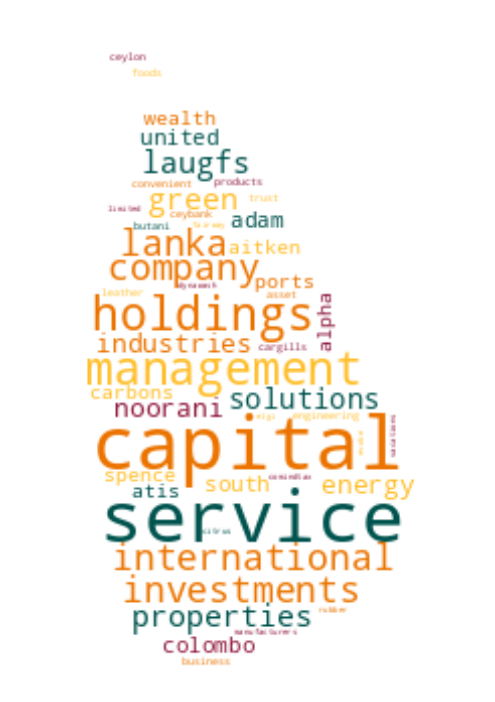 ceylon
foods
wealth
united
laugfs
convenient products
green trust
limited ceybank adam
butani
lanka aitken
company ports
leather asset
holdings alpha
industries cargills
management
carbons solutions
noorani engineering
capital
spence
south energy
atis
service
citrus
international
investments
properties rubber
manufacturers
colombo
business